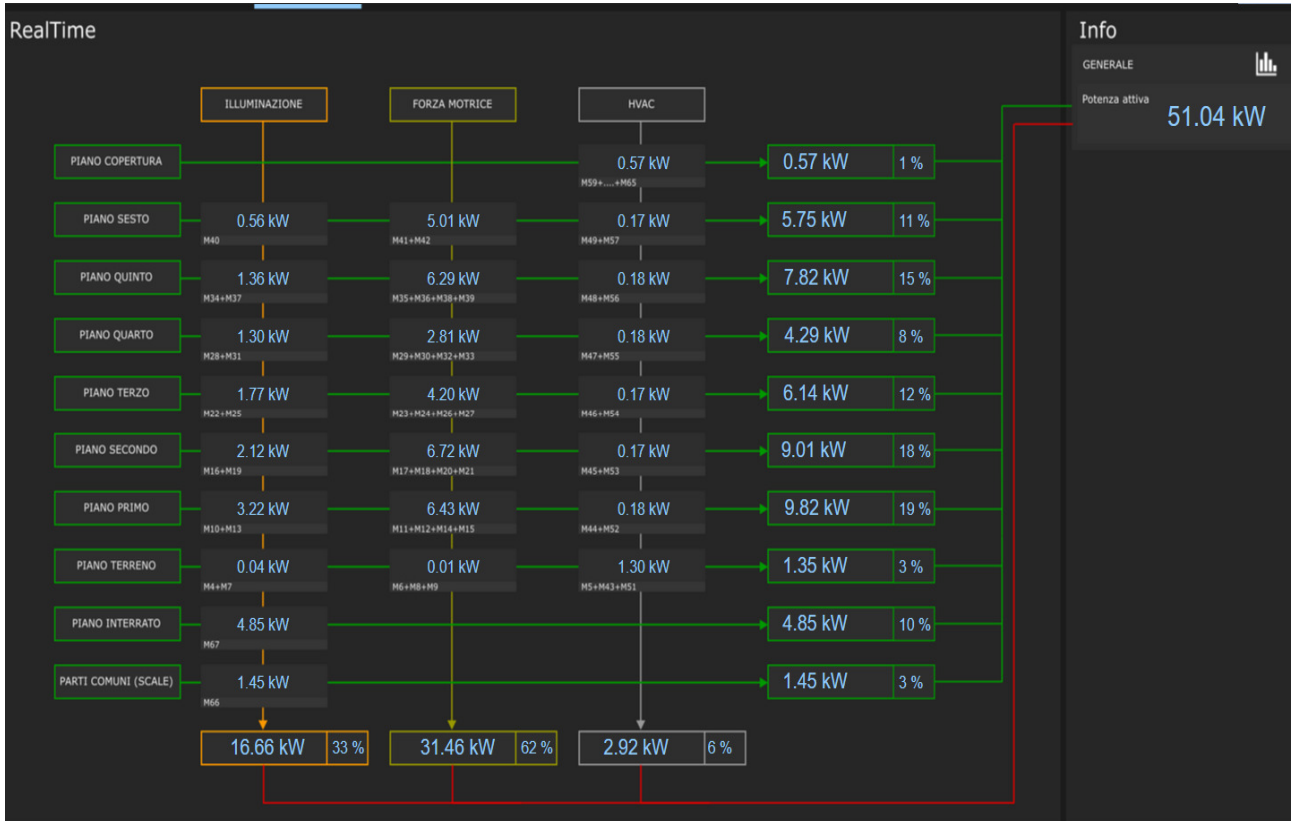 RealTime
Info
GENERALE
Potenza attiva
51.04 kW
ILLUMINAZIONE FORZA MOTRICE HVAC
PIANO COPERTURA 0.57 kW 0.57 kW 1 %
M59+....+M65
PIANO SESTO 0.56 kW 5.01 kW 0.17 kW 5.75 kW 11 %
M40 M41+M42 M49+M57
PIANO QUINTO 1.36 kW 6.29 kW 0.18 kW 7.82 kW 15 %
M34+M37 M35+M36+M38+M39 M48+M56
PIANO QUARTO 1.30 kW 2.81 kW 0.18 kW 4.29 kW 8 %
M28+M31 M29+M30+M32+M33 M47+M55
PIANO TERZO 1.77 kW 4.20 kW 0.17 kW 6.14 kW 12 %
M22+M25 M23+M24+M26+M27 M46+M54
PIANO SECONDO 2.12 kW 6.72 kW 0.17 kW 9.01 kW 18 %
M16+M19 M17+M18+M20+M21 M45+M53
PIANO PRIMO 3.22 kW 6.43 kW 0.18 kW 9.82 kW 19 %
M10+M13 M11+M12+M14+M15 M44+M52
PIANO TERRENO 0.04 kW 0.01 kW 1.30 kW 1.35 kW 3 %
M4+M7 M6+M8+M9 M5+M43+M51
PIANO INTERRATO 4.85 kW 4.85 kW 10 %
M67
PARTI COMUNI (SCALE) 1.45 kW 1.45 kW 3 %
M66
16.66 kW 33 % 31.46 kW 62 % 2.92 kW 6 %